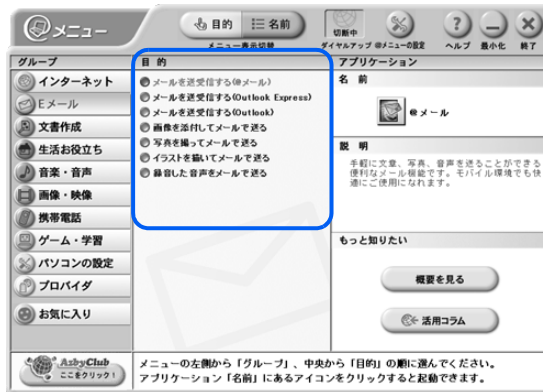 @メニュー
目的
名前
メニュー表示切替
切断中
ダイヤルアップ
@メニューの設定
ヘルプ
最小化
終了
グループ
インターネット
Eメール
文書作成
生活お役立ち
音楽・音声
画像・映像
携帯電話
ゲーム・学習
パソコンの設定
プロバイダ
お気に入り
目 的
メールを送受信する(@メール)
メールを送受信する(Outlook Express)
メールを送受信する(Outlook)
画像を添付してメールで送る
写真を撮ってメールで送る
イラストを描いてメールで送る
録音した音声をメールで送る
アプリケーション
名 前
@メール
説 明
手軽に文章、写真、音声を送ることができる
便利なメール機能です。モバイル環境でも快
適にご使用になれます。
もっと知りたい
概要を見る
活用コラム
AzbyClub
ここをクリック!
メニューの左側から「グループ」、中央から「目的」の順に選んでください。
アプリケーション「名前」にあるアイコンをクリックすると起動できます。